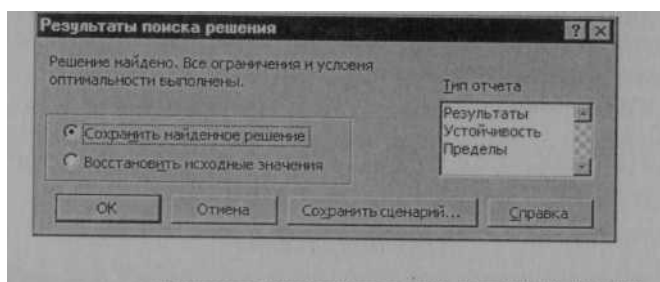 Результаты поиска решения
Решение найдено. Все ограничения и условия
оптимальности выполнены.
Тип отчета
Результаты
Устойчивость
Пределы
Сохранить найденное решение
Восстановить исходные значения
OK
Отмена
Сохранить сценарий...
Справка